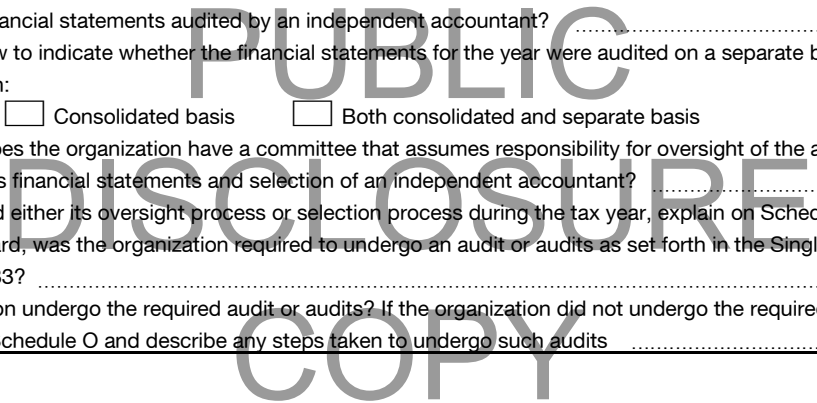 ancial statements audited by an independent accountant?
to indicate whether the financial statements for the year were audited on a separate b
n:
Consolidated basis Both consolidated and separate basis
es the organization have a committee that assumes responsibility for oversight of the a
s financial statements and selection of an independent accountant?
d either its oversight process or selection process during the tax year, explain on Sched
rd, was the organization required to undergo an audit or audits as set forth in the Singl
33?
on undergo the required audit or audits? If the organization did not undergo the require
chedule O and describe any steps taken to undergo such audits
PUBLIC
DISCLOSURE
COPY